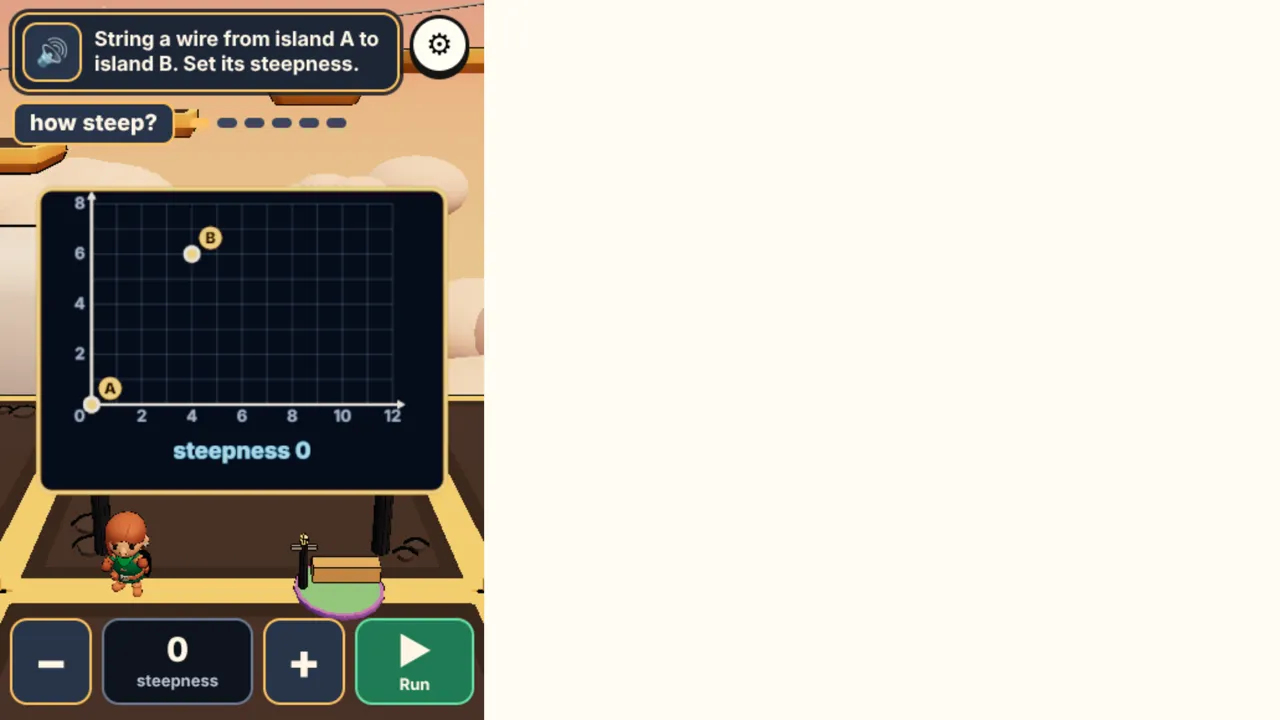 String a wire from island A to
island B. Set its steepness.
how steep?
8
B
6
4
2
A
0 2 4 6 8 10 12
steepness 0
0
steepness
Run